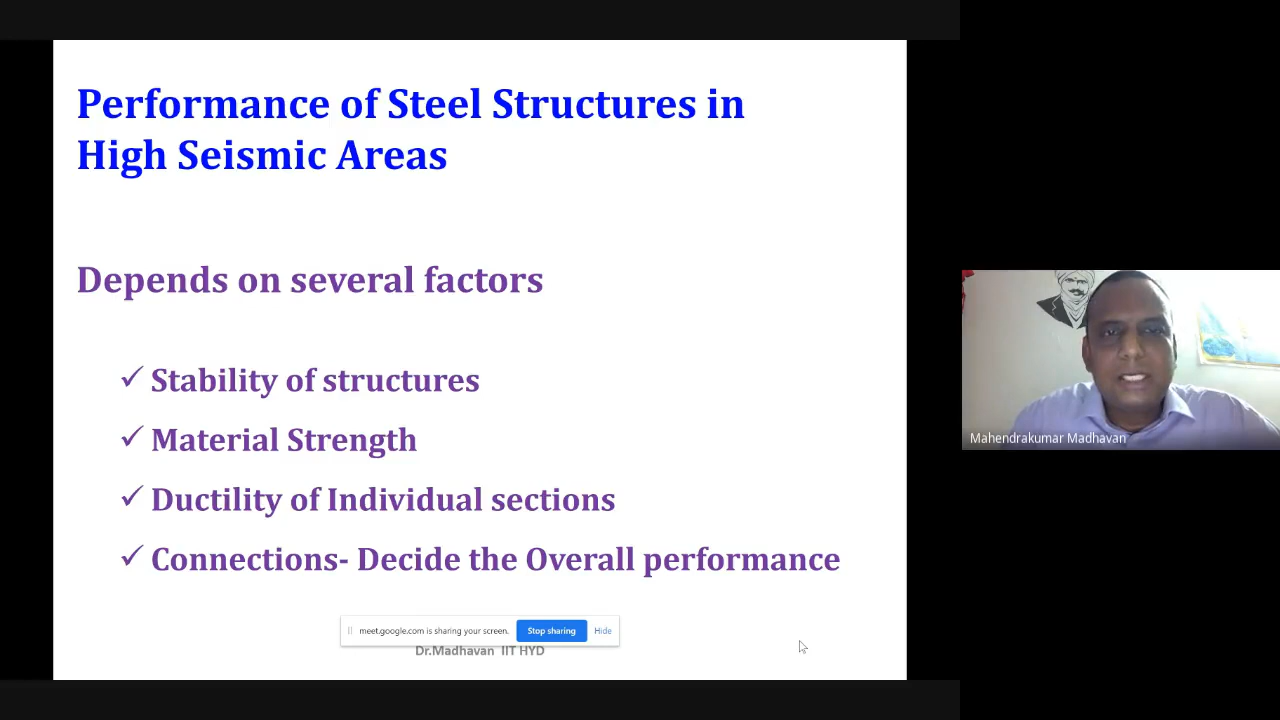 Performance of Steel Structures in
High Seismic Areas
Depends on several factors
✓ Stability of structures
✓ Material Strength
✓ Ductility of Individual sections
✓ Connections- Decide the Overall performance
meet.google.com is sharing your screen. Stop sharing Hide
Dr.Madhavan IIT HYD
Mahendrakumar Madhavan